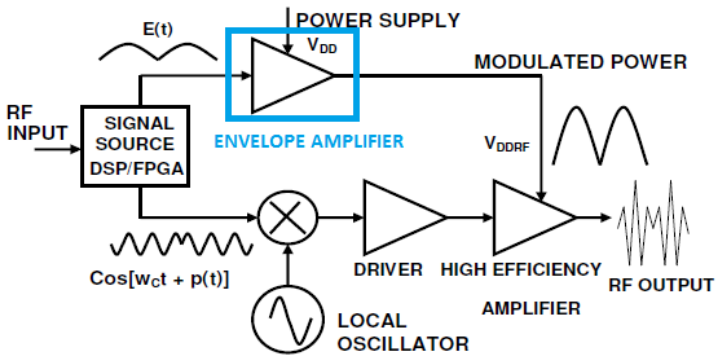 POWER SUPPLY
E(t)
VDD
MODULATED POWER
RF
INPUT
SIGNAL
SOURCE
DSP/FPGA
ENVELOPE AMPLIFIER
VDDRF
Cos[wCt + p(t)]
DRIVER
HIGH EFFICIENCY
AMPLIFIER
RF OUTPUT
LOCAL
OSCILLATOR